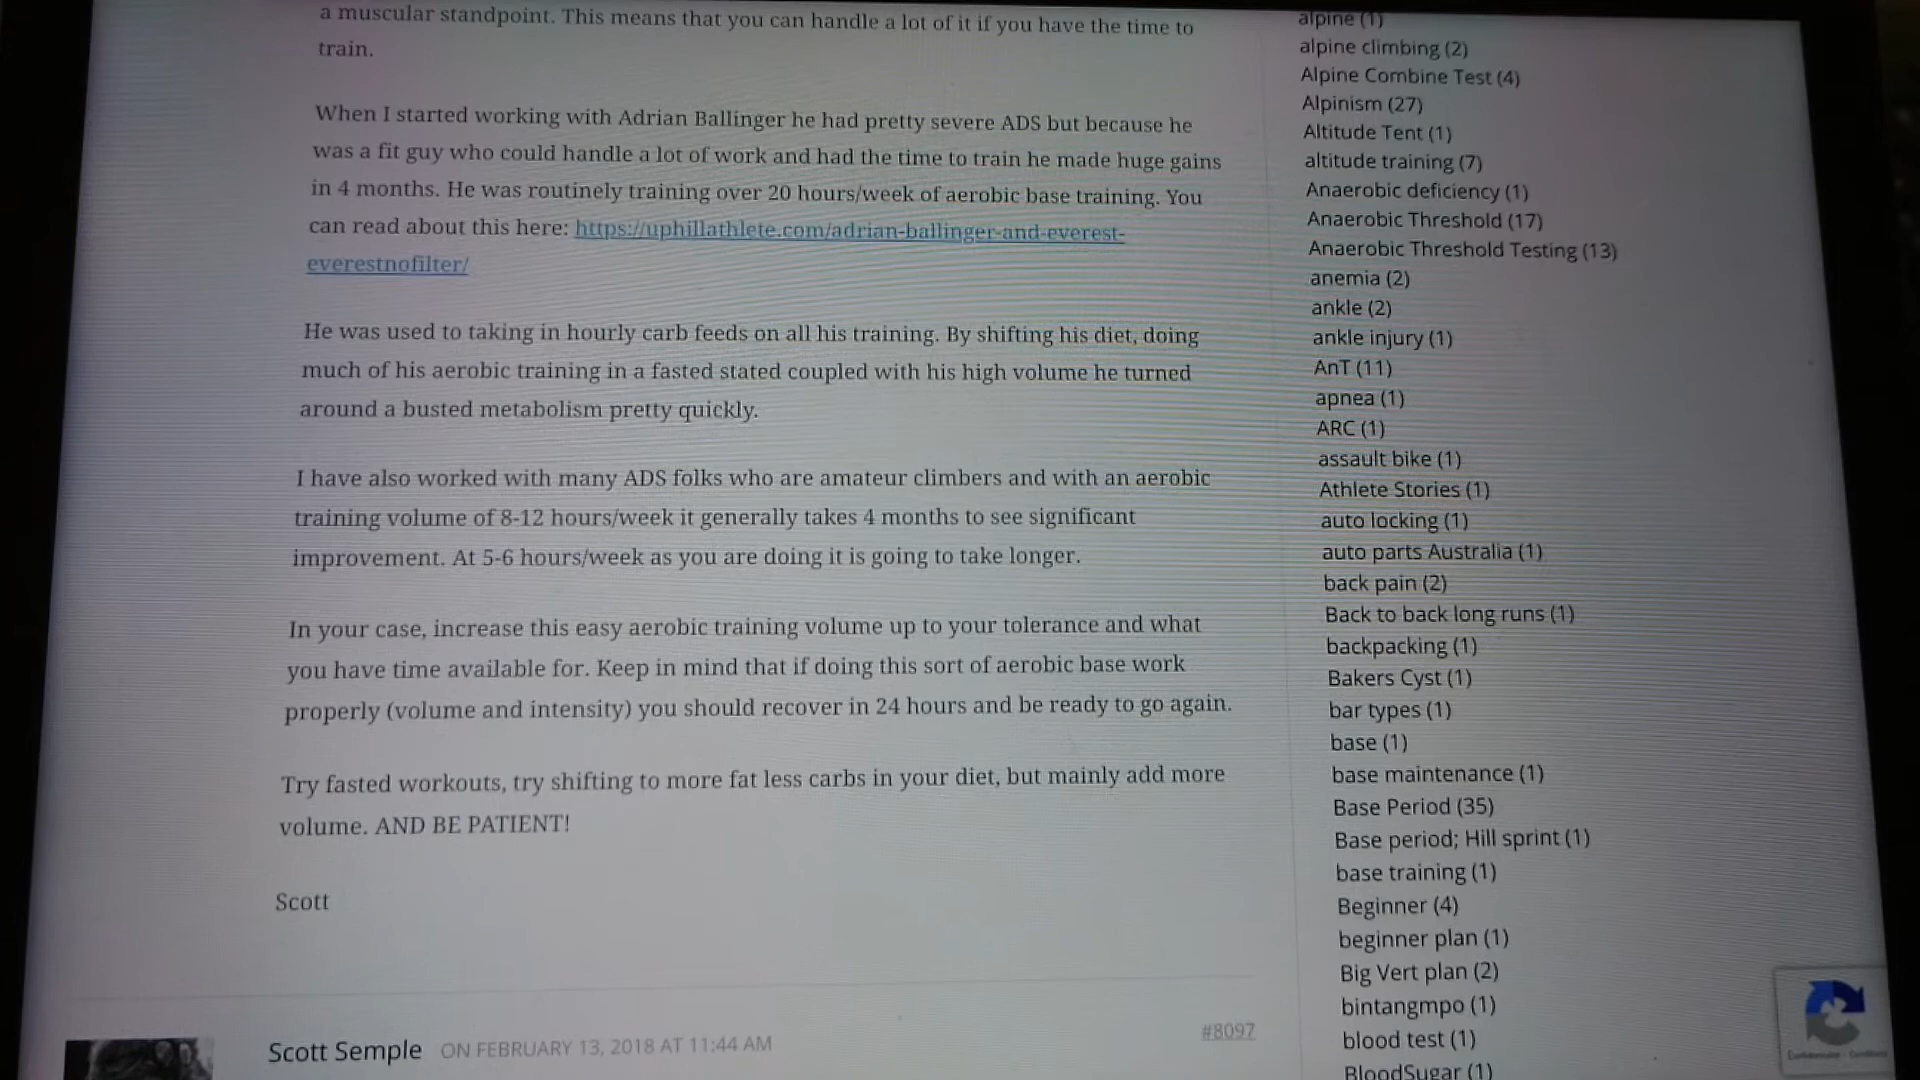 a muscular standpoint. This means that you can handle a lot of it if you have the time to
train.
When I started working with Adrian Ballinger he had pretty severe ADS but because he
was a fit guy who could handle a lot of work and had the time to train he made huge gains
in 4 months. He was routinely training over 20 hours/week of aerobic base training. You
can read about this here: https://uphillathlete.com/adrian-ballinger-and-everest-
everestnofilter/
He was used to taking in hourly carb feeds on all his training. By shifting his diet, doing
much of his aerobic training in a fasted stated coupled with his high volume he turned
around a busted metabolism pretty quickly.
I have also worked with many ADS folks who are amateur climbers and with an aerobic
training volume of 8-12 hours/week it generally takes 4 months to see significant
improvement. At 5-6 hours/week as you are doing it is going to take longer.
In your case, increase this easy aerobic training volume up to your tolerance and what
you have time available for. Keep in mind that if doing this sort of aerobic base work
properly (volume and intensity) you should recover in 24 hours and be ready to go again.
Try fasted workouts, try shifting to more fat less carbs in your diet, but mainly add more
volume. AND BE PATIENT!
Scott
Scott Semple ON FEBRUARY 13, 2018 AT 11:44 AM
#8097
alpine (1)
alpine climbing (2)
Alpine Combine Test (4)
Alpinism (27)
Altitude Tent (1)
altitude training (7)
Anaerobic deficiency (1)
Anaerobic Threshold (17)
Anaerobic Threshold Testing (13)
anemia (2)
ankle (2)
ankle injury (1)
AnT (11)
apnea (1)
ARC (1)
assault bike (1)
Athlete Stories (1)
auto locking (1)
auto parts Australia (1)
back pain (2)
Back to back long runs (1)
backpacking (1)
Bakers Cyst (1)
bar types (1)
base (1)
base maintenance (1)
Base Period (35)
Base period; Hill sprint (1)
base training (1)
Beginner (4)
beginner plan (1)
Big Vert plan (2)
bintangmpo (1)
blood test (1)
BloodSugar (1)